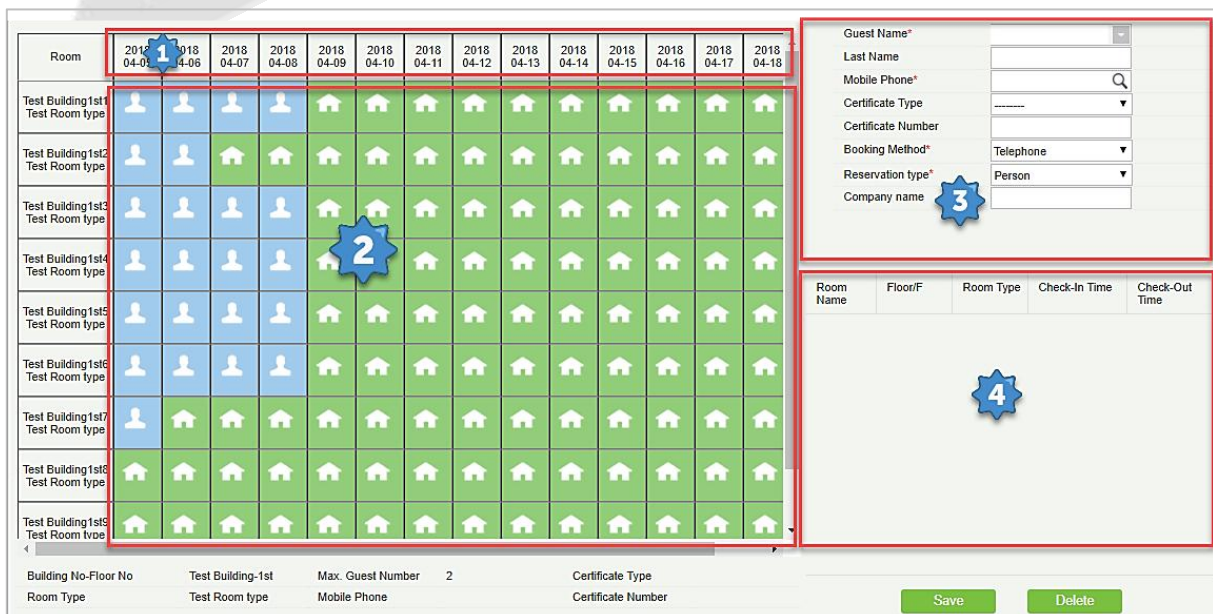 Room 2018 2018 2018 2018 2018 2018 2018 2018 2018 2018 2018 2018 2018
04-06 04-07 04-08 04-09 04-10 04-11 04-12 04-13 04-14 04-15 04-16 04-17 04-18
1
Test Building1st1
Test Room type
Test Building1st2
Test Room type
Test Building1st3
Test Room type
Test Building1st4
Test Room type
Test Building1st5
Test Room type
Test Building1st6
Test Room type
Test Building1st7
Test Room type
Test Building1st8
Test Room type
Test Building1st9
Test Room type
2
Building No-Floor No Test Building-1st Max. Guest Number 2 Certificate Type
Room Type Test Room type Mobile Phone Certificate Number
Guest Name*
Last Name
Mobile Phone*
Certificate Type --------
Certificate Number
Booking Method* Telephone
Reservation type* Person
Company name
3
Room Name Floor/F Room Type Check-In Time Check-Out Time
4
Save Delete